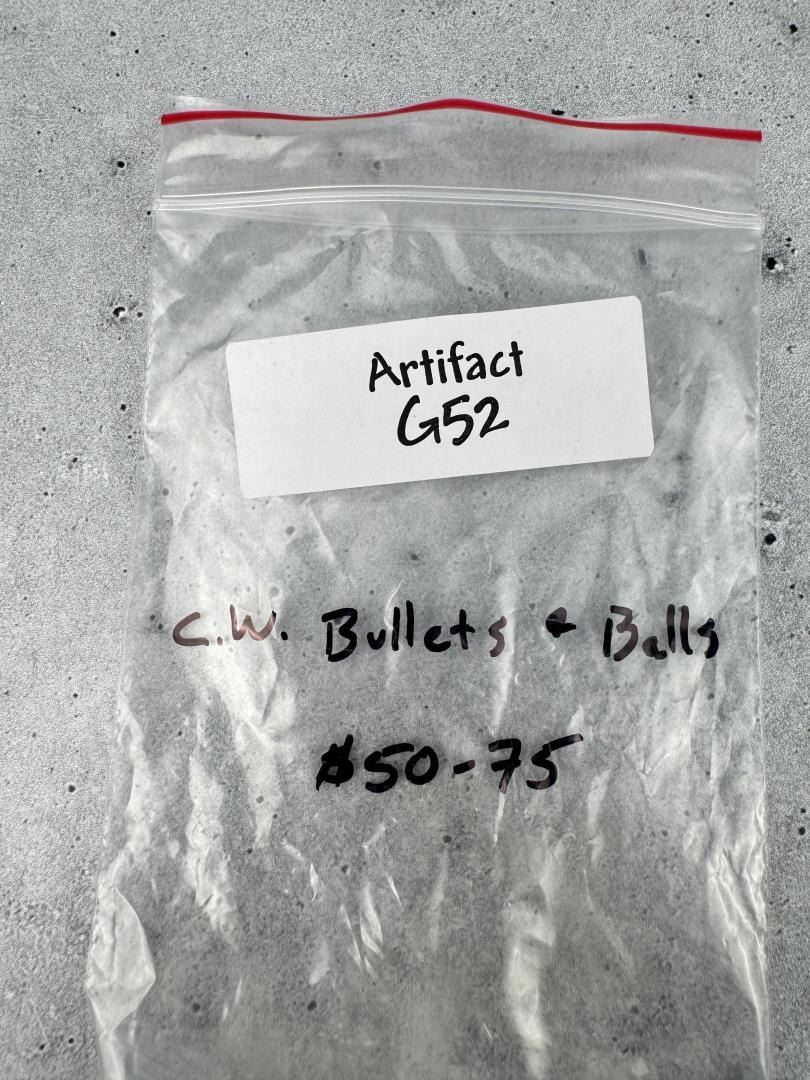 Artifact
G52
C.W. Bullets & Balls
$50-75